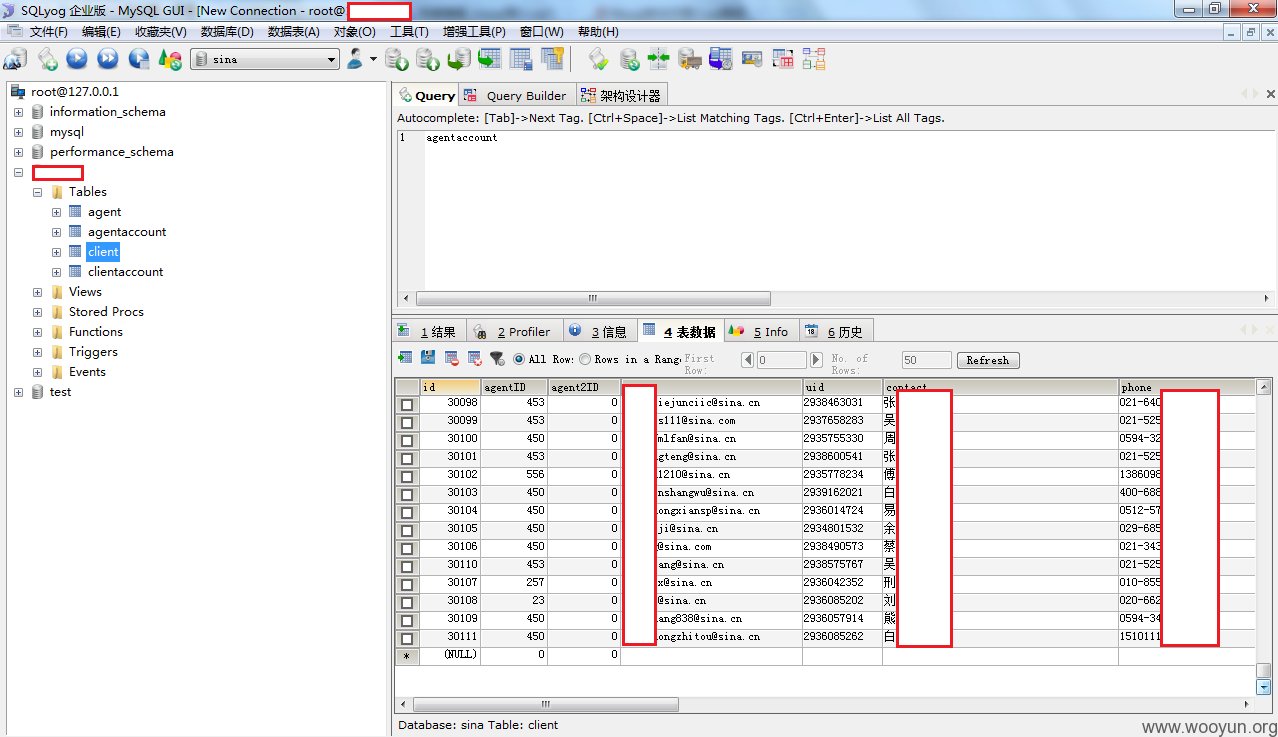 SQLyog 企业版 - MySQL GUI - [New Connection - root@
文件(F) 编辑(E) 收藏夹(V) 数据库(D) 数据表(A) 对象(O) 工具(T) 增强工具(P) 窗口(W) 帮助(H)
sina
root@127.0.0.1
information_schema
mysql
performance_schema
Tables
agent
agentaccount
client
clientaccount
Views
Stored Procs
Functions
Triggers
Events
test
Query Query Builder 架构设计器
Autocomplete: [Tab]->Next Tag. [Ctrl+Space]->List Matching Tags. [Ctrl+Enter]->List All Tags.
1 agentaccount
1 结果 2 Profiler 3 信息 4 表数据 5 Info 6 历史
All Row: Rows in a Rang First Row: 0 No. of Rows: 50 Refresh
id agentID agent2ID uid contact phone
30098 453 0 iejunciic@sina.cn 2938463031 张 021-640
30099 453 0 s111@sina.com 2937658283 吴 021-525
30100 450 0 mlfan@sina.cn 2935755330 周 0594-32
30101 453 0 gteng@sina.cn 2938600541 张 021-525
30102 556 0 1210@sina.cn 2935773334 傅 1386098
30103 450 0 nshangwu@sina.cn 2939162021 白 400-688
30104 450 0 ongxiansp@sina.cn 2936014724 易 0512-57
30105 450 0 ji@sina.cn 2934901532 余 029-685
30106 450 0 @sina.com 2938490573 蔡 021-343
30110 453 0 ang@sina.cn 2938575767 吴 021-525
30107 257 0 x@sina.cn 2936042352 刑 010-855
30108 23 0 @sina.cn 2936085202 刘 020-662
30109 450 0 ang838@sina.cn 2936057914 熊 0594-34
30111 450 0 ongzhitou@sina.cn 2936083262 白 1510111
* (NULL) 0 0
Database: sina Table: client
www.wooyun.org